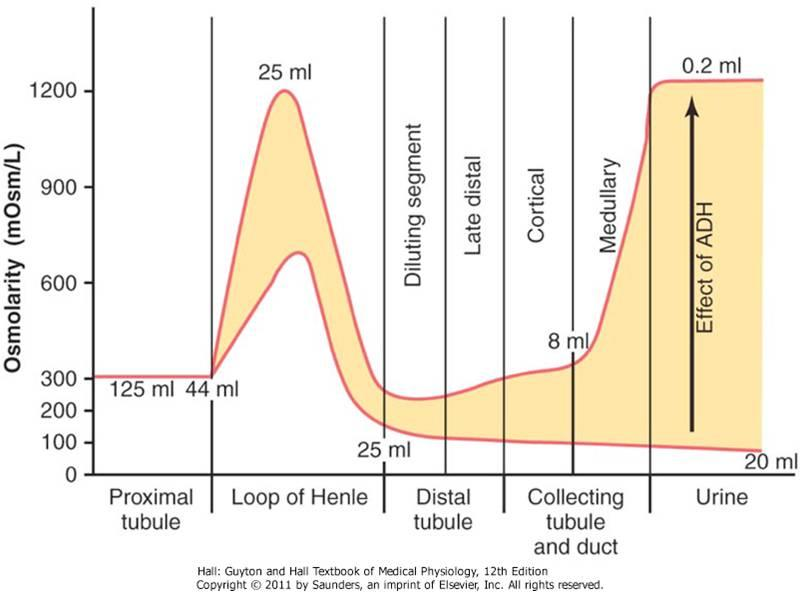 Osmolarity (mOsm/L)
1200
900
600
300
200
100
0
125 ml
44 ml
25 ml
25 ml
8 ml
0.2 ml
20 ml
Diluting segment
Late distal
Cortical
Medullary
Effect of ADH
Proximal
tubule
Loop of Henle
Distal
tubule
Collecting
tubule
and duct
Urine
Hall: Guyton and Hall Textbook of Medical Physiology, 12th Edition
Copyright © 2011 by Saunders, an imprint of Elsevier, Inc. All rights reserved.